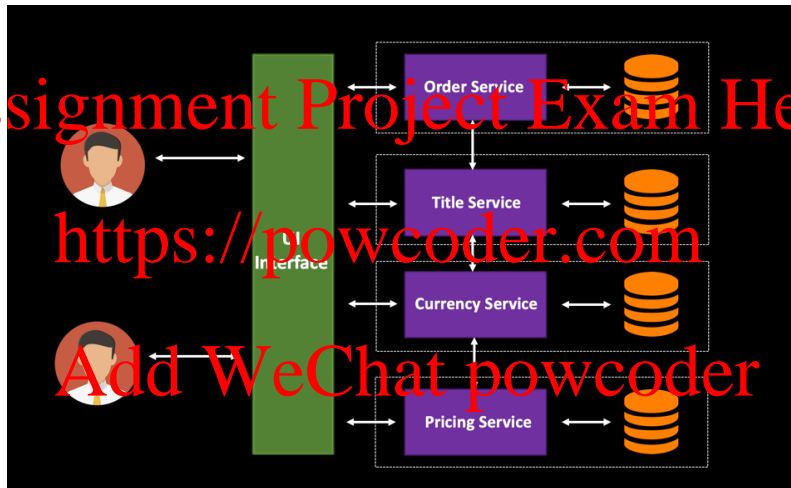 Order Service
ssignment Project Exam He
Title Service
https://powcoder.com
UI
Interface
Currency Service
Add WeChat powcoder
Pricing Service